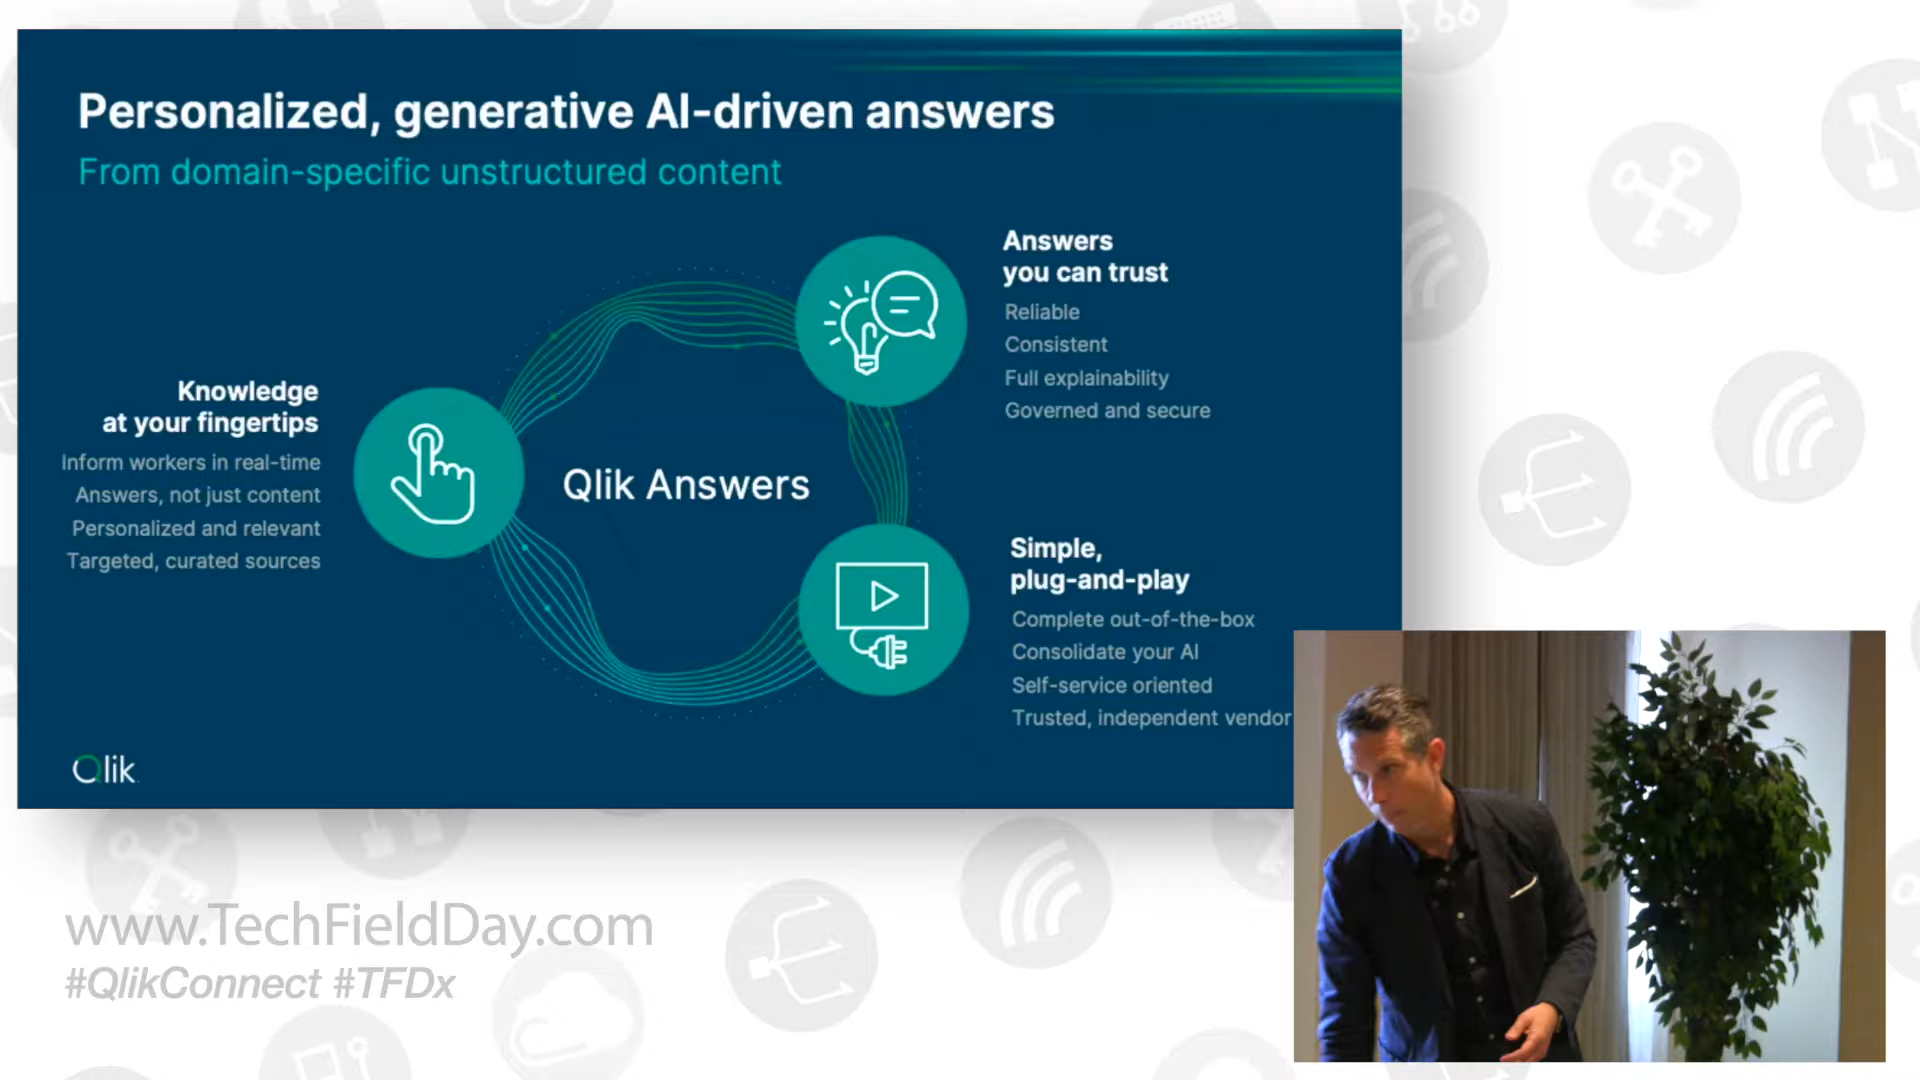 Personalized, generative AI-driven answers
From domain-specific unstructured content
Knowledge
at your fingertips
Inform workers in real-time
Answers, not just content
Personalized and relevant
Targeted, curated sources
Qlik Answers
Answers
you can trust
Reliable
Consistent
Full explainability
Governed and secure
Simple,
plug-and-play
Complete out-of-the-box
Consolidate your AI
Self-service oriented
Trusted, independent vendor
Qlik
www.TechFieldDay.com
#QlikConnect #TFDx